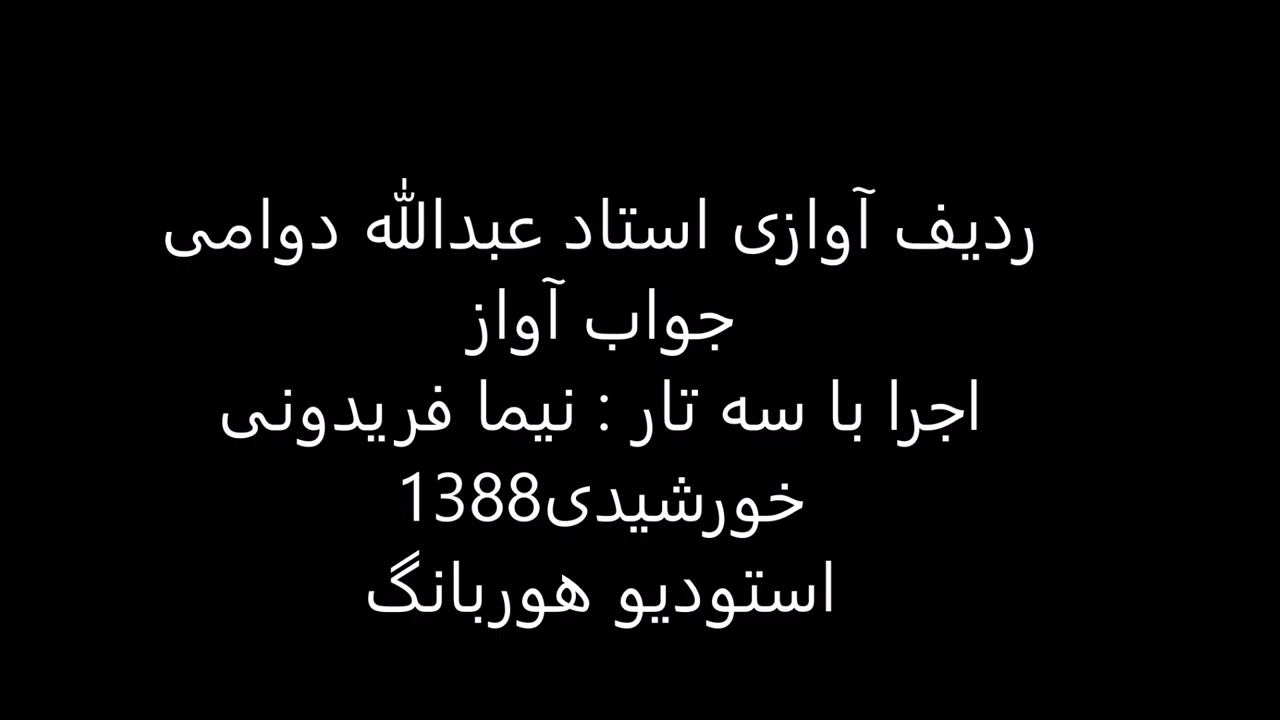 ردیف آوازی استاد عبدالله دوامی
جواب آواز
اجرا با سه تار : نیما فریدونی
خورشیدی1388
استودیو هوربانگ